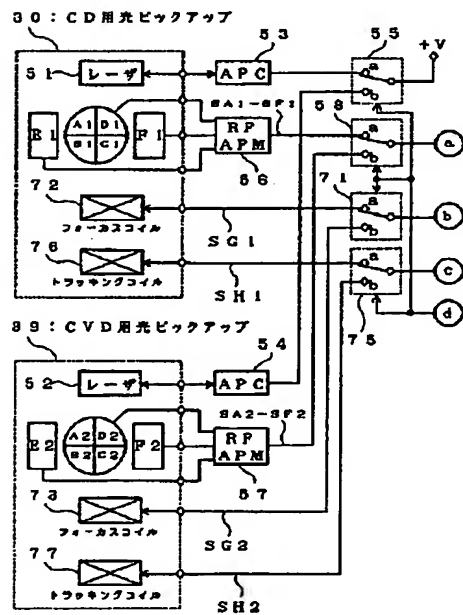 30：CD用光ピックアップ
51
レーザ
53
APC
55
+V
a
b
A1
D1
B1
C1
E1
F1
SA1-SF1
RP
APM
56
58
a
b
a
72
フォーカスコイル
SG1
71
a
b
b
76
トラッキングコイル
SH1
a
b
75
c
d
39：CVD用光ピックアップ
52
レーザ
54
APC
A2
D2
B2
C2
E2
F2
SA2-SF2
RP
APM
57
73
フォーカスコイル
SG2
77
トラッキングコイル
SH2